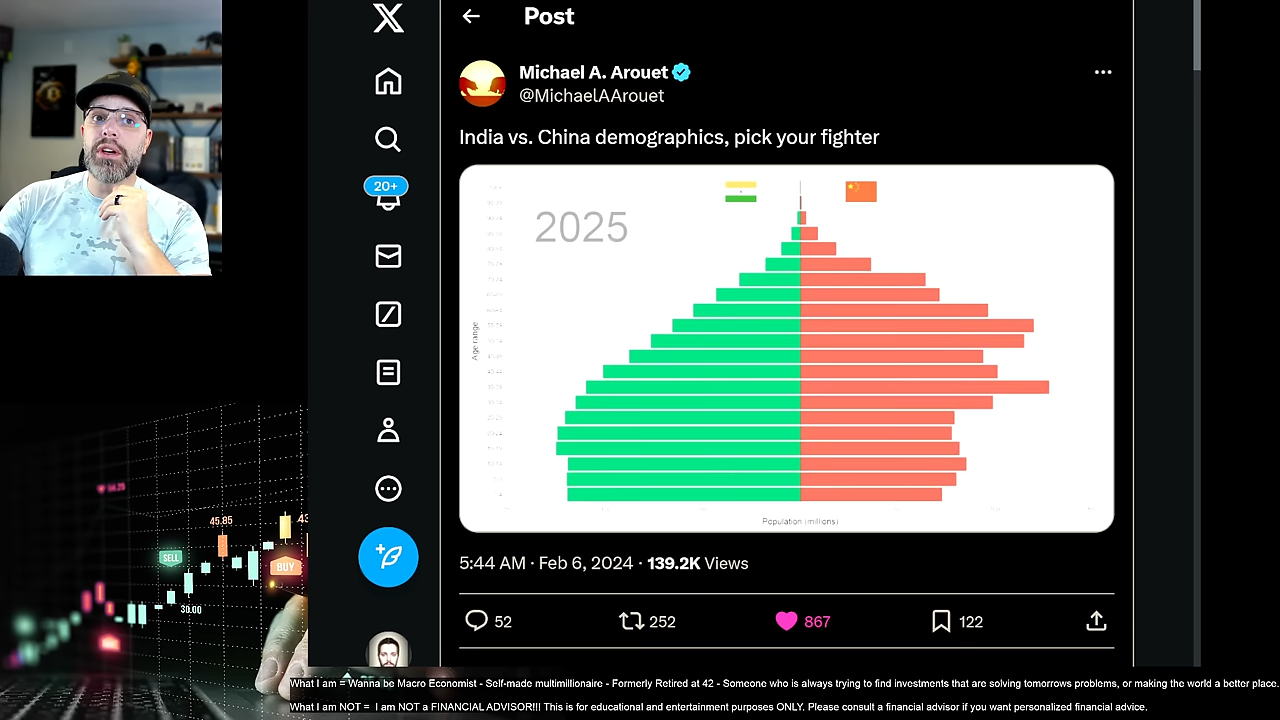 Post
Michael A. Arouet
@MichaelAArouet
20+
India vs. China demographics, pick your fighter
2025
Age range
Population (millions)
5:44 AM · Feb 6, 2024 · 139.2K Views
52
252
867
122
45.85
SELL
BUY
30.00
What I am = Wanna be Macro Economist - Self-made multimillionaire - Formerly Retired at 42 - Someone who is always trying to find investments that are solving tomorrows problems, or making the world a better place.
What I am NOT = I am NOT a FINANCIAL ADVISOR!!! This is for educational and entertainment purposes ONLY. Please consult a financial advisor if you want personalized financial advice.